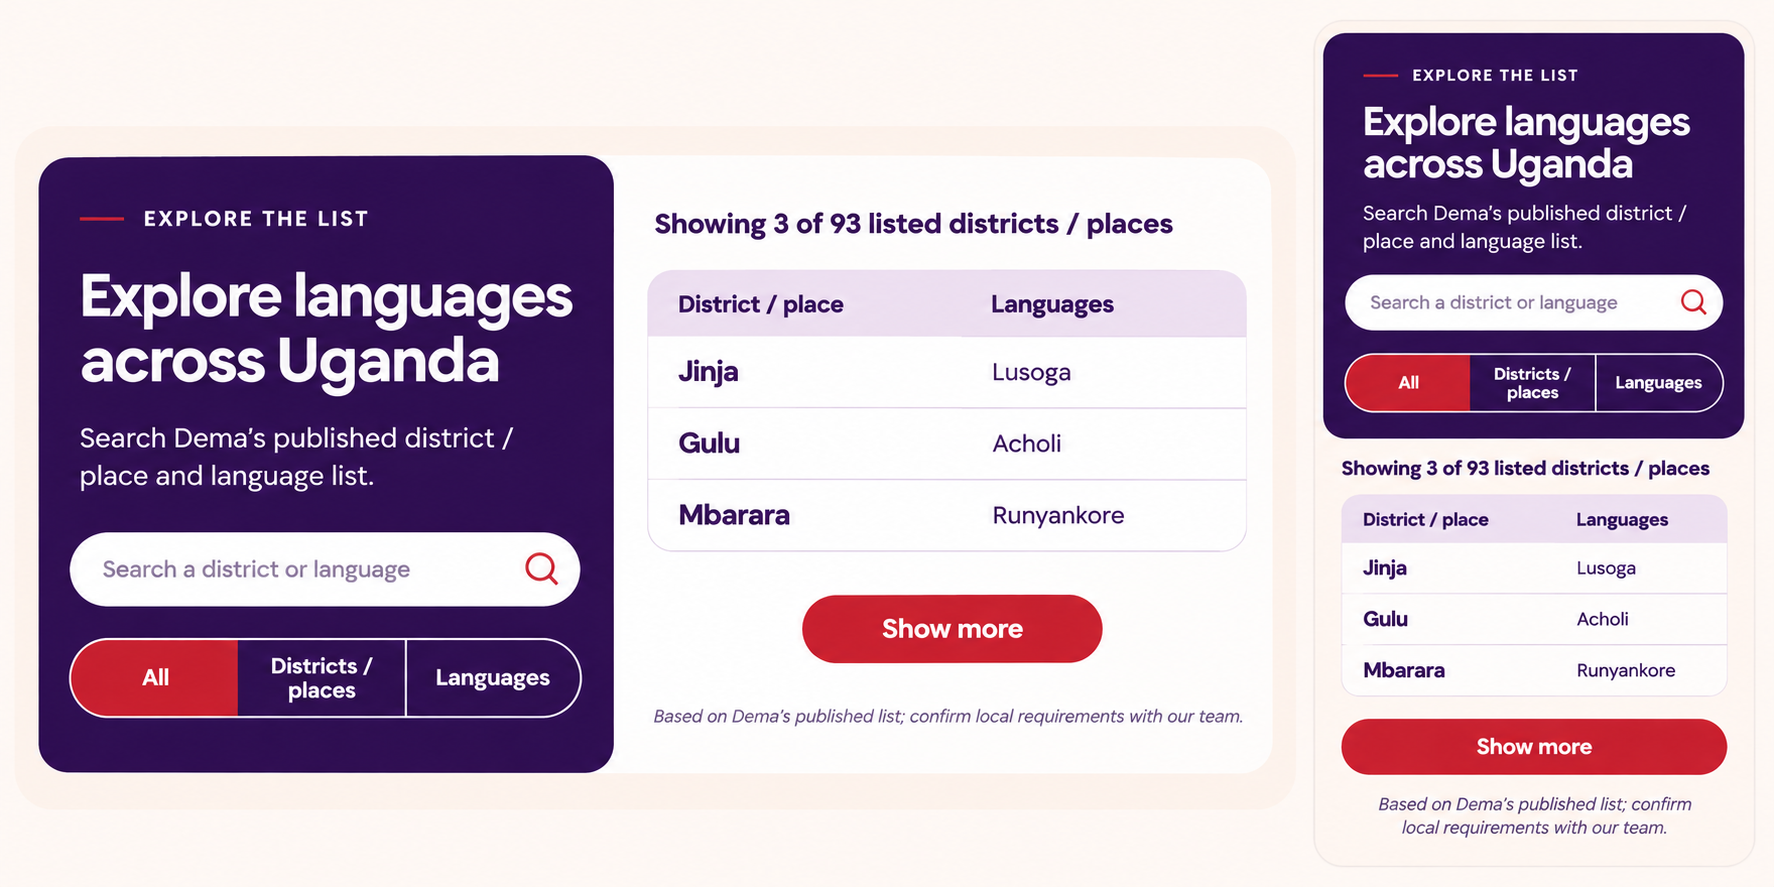 EXPLORE THE LIST
Explore languages
across Uganda
Search Dema’s published district /
place and language list.
Search a district or language
All
Districts /
places
Languages
Showing 3 of 93 listed districts / places
District / place Languages
Jinja Lusoga
Gulu Acholi
Mbarara Runyankore
Show more
Based on Dema’s published list; confirm local requirements with our team.
EXPLORE THE LIST
Explore languages
across Uganda
Search Dema’s published district /
place and language list.
Search a district or language
All
Districts /
places
Languages
Showing 3 of 93 listed districts / places
District / place Languages
Jinja Lusoga
Gulu Acholi
Mbarara Runyankore
Show more
Based on Dema’s published list; confirm
local requirements with our team.